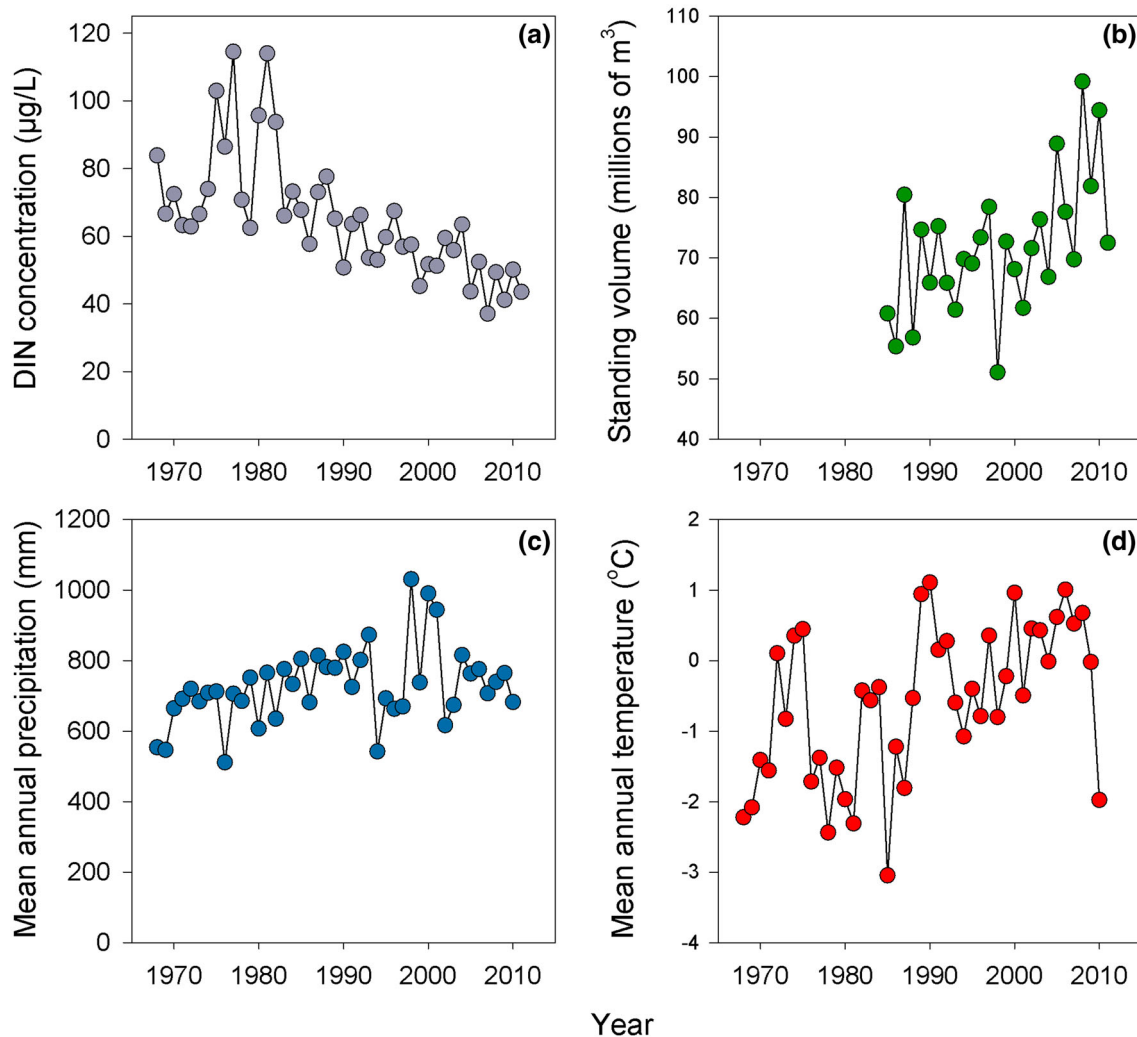 (a)
DIN concentration (µg/L)
120
100
80
60
40
20
0
1970 1980 1990 2000 2010
(b)
Standing volume (millions of m³)
110
100
90
80
70
60
50
40
1970 1980 1990 2000 2010
(c)
Mean annual precipitation (mm)
1200
1000
800
600
400
200
0
1970 1980 1990 2000 2010
(d)
Mean annual temperature (°C)
2
1
0
-1
-2
-3
-4
1970 1980 1990 2000 2010
Year